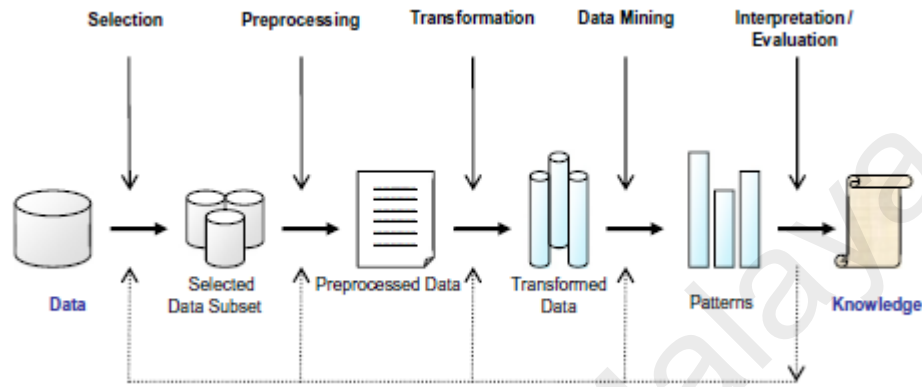 Selection
Preprocessing
Transformation
Data Mining
Interpretation /
Evaluation
Data
Selected
Data Subset
Preprocessed Data
Transformed
Data
Patterns
Knowledge